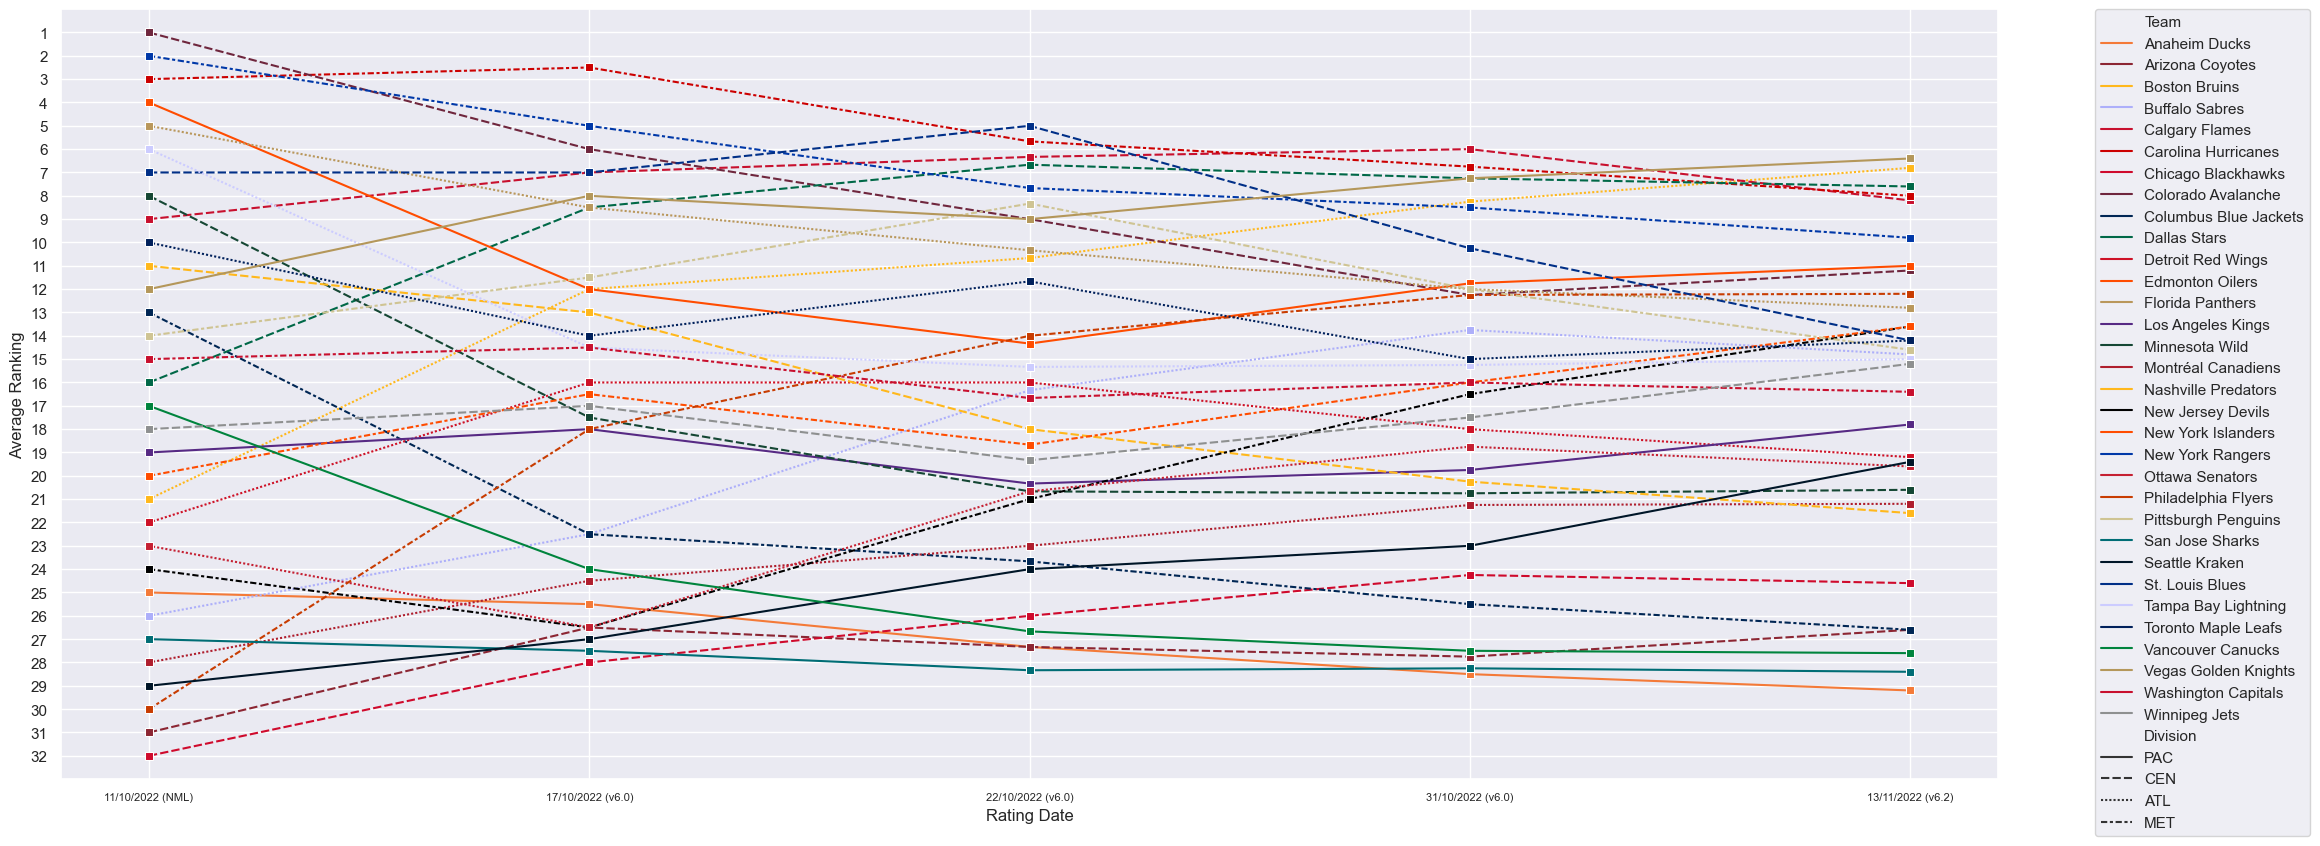 1
2
3
4
5
6
7
8
9
10
11
12
13
14
15
16
17
18
19
20
21
22
23
24
25
26
27
28
29
30
31
32
Average Ranking
11/10/2022 (NML)
17/10/2022 (v6.0)
22/10/2022 (v6.0)
31/10/2022 (v6.0)
13/11/2022 (v6.2)
Rating Date
Team
Anaheim Ducks
Arizona Coyotes
Boston Bruins
Buffalo Sabres
Calgary Flames
Carolina Hurricanes
Chicago Blackhawks
Colorado Avalanche
Columbus Blue Jackets
Dallas Stars
Detroit Red Wings
Edmonton Oilers
Florida Panthers
Los Angeles Kings
Minnesota Wild
Montréal Canadiens
Nashville Predators
New Jersey Devils
New York Islanders
New York Rangers
Ottawa Senators
Philadelphia Flyers
Pittsburgh Penguins
San Jose Sharks
Seattle Kraken
St. Louis Blues
Tampa Bay Lightning
Toronto Maple Leafs
Vancouver Canucks
Vegas Golden Knights
Washington Capitals
Winnipeg Jets
Division
PAC
CEN
ATL
MET